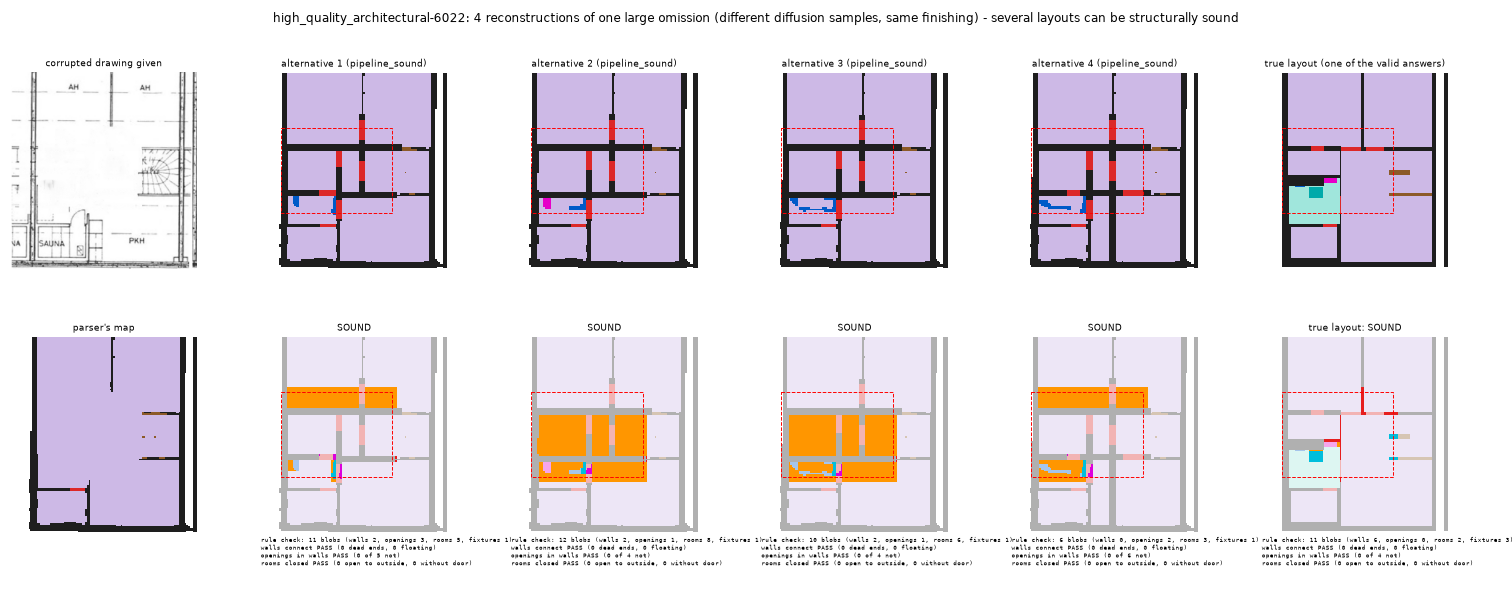 high_quality_architectural-6022: 4 reconstructions of one large omission (different diffusion samples, same finishing) - several layouts can be structurally sound
corrupted drawing given
alternative 1 (pipeline_sound)
alternative 2 (pipeline_sound)
alternative 3 (pipeline_sound)
alternative 4 (pipeline_sound)
true layout (one of the valid answers)
AH
AH
NA
SAUNA
PKH
parser's map
SOUND
SOUND
SOUND
SOUND
true layout: SOUND
rule check: 11 blobs (walls 2, openings 3, rooms 3, fixtures
walls connect PASS (0 dead ends, 0 floating)
openings in walls PASS (0 of 5 not)
rooms closed PASS (0 open to outside, 0 without door)
rule check: 12 blobs (walls 2, openings 1, rooms 8, fixtures
walls connect PASS (0 dead ends, 0 floating)
openings in walls PASS (0 of 4 not)
rooms closed PASS (0 open to outside, 0 without door)
rule check: 10 blobs (walls 2, openings 1, rooms 6, fixtures
walls connect PASS (0 dead ends, 0 floating)
openings in walls PASS (0 of 4 not)
rooms closed PASS (0 open to outside, 0 without door)
rule check: 6 blobs (walls 0, openings 2, rooms 3, fixtures 1)
walls connect PASS (0 dead ends, 0 floating)
openings in walls PASS (0 of 6 not)
rooms closed PASS (0 open to outside, 0 without door)
rule check: 11 blobs (walls 6, openings 0, rooms 2, fixtures 3)
walls connect PASS (0 dead ends, 0 floating)
openings in walls PASS (0 of 4 not)
rooms closed PASS (0 open to outside, 0 without door)